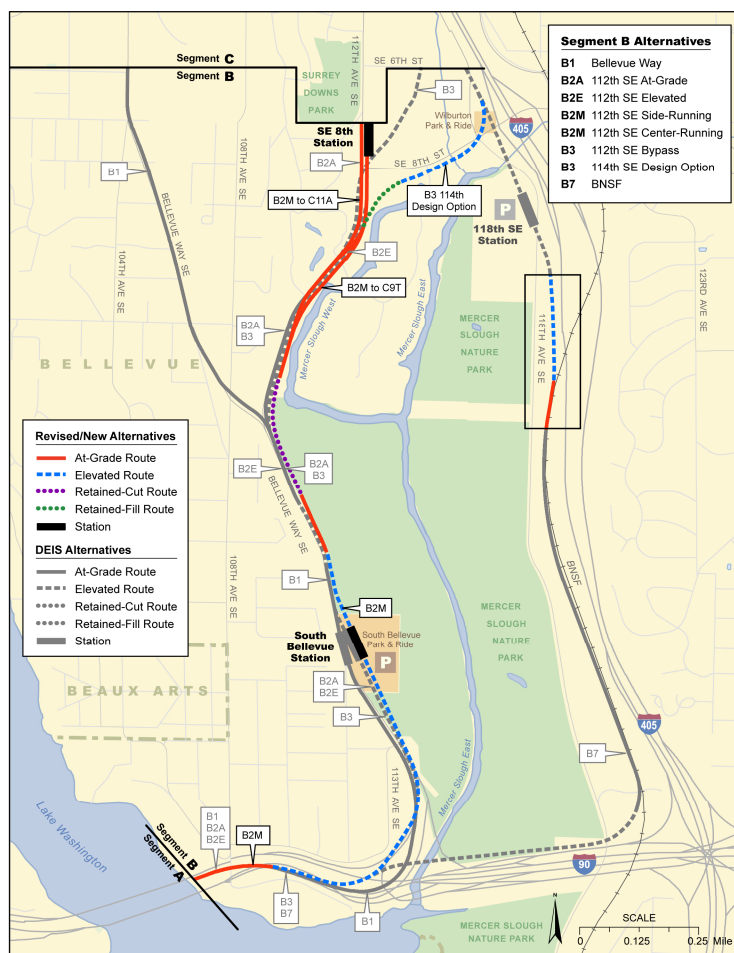 Segment C
Segment B
112TH AVE SE
SE 6TH ST
SURREY
DOWNS
PARK
B3
Wilburton
Park & Ride
405
SE 8th
Station
B2A
SE 8TH ST
B1
108TH AVE SE
B2M to C11A
B3 114th
Design Option
P
118th SE
Station
BELLEVUE WAY SE
104TH AVE SE
B2E
B2M to C9T
Mercer Slough West
Mercer Slough East
123RD AVE SE
B2A
B3
MERCER
SLOUGH
NATURE
PARK
118TH AVE SE
BELLEVUE
Segment B Alternatives
B1 Bellevue Way
B2A 112th SE At-Grade
B2E 112th SE Elevated
B2M 112th SE Side-Running
B2M 112th SE Center-Running
B3 112th SE Bypass
B3 114th SE Design Option
B7 BNSF
Revised/New Alternatives
At-Grade Route
Elevated Route
Retained-Cut Route
Retained-Fill Route
Station
DEIS Alternatives
At-Grade Route
Elevated Route
Retained-Cut Route
Retained-Fill Route
Station
B2E
B2A
B3
BELLEVUE WAY SE
108TH AVE SE
B1
B2M
BNSF
South
Bellevue
Station
South Bellevue
Park & Ride
P
MERCER
SLOUGH
NATURE
PARK
B2A
B2E
B3
BEAUX ARTS
405
B7
113TH AVE SE
Mercer Slough East
Lake Washington
Segment B
Segment A
B1
B2A
B2E
B2M
B3
B7
B1
90
MERCER SLOUGH
NATURE PARK
N
SCALE
0 0.125 0.25 Mile